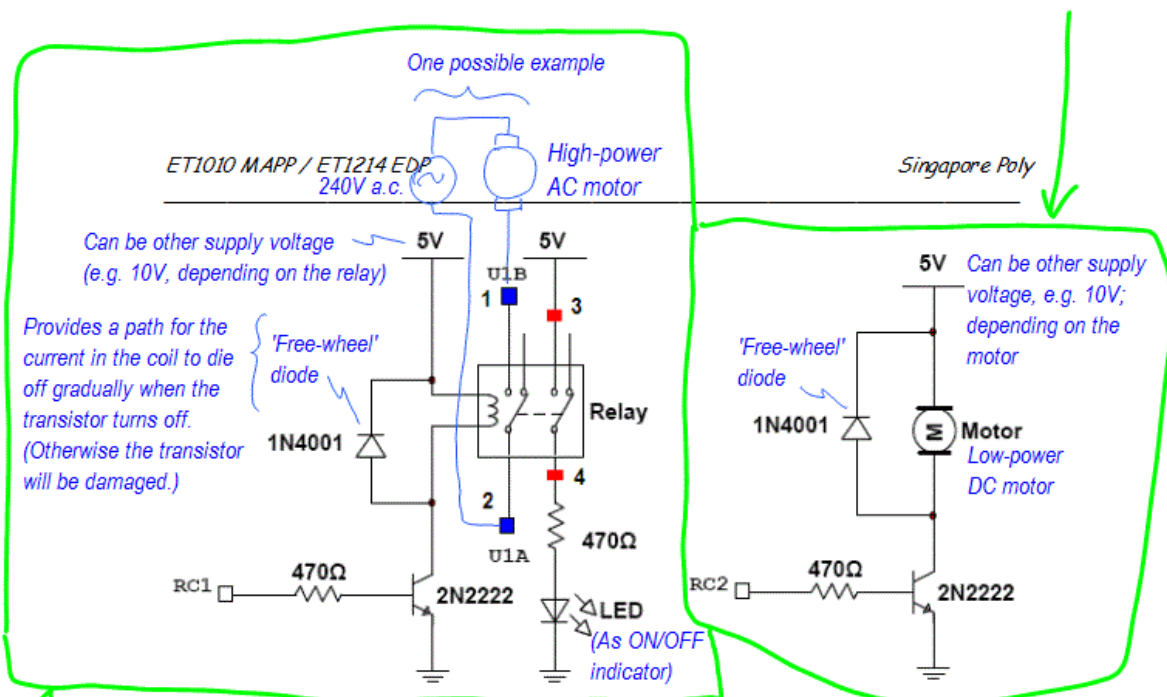 One possible example
ET1010 MAPP / ET1214 EDP
Singapore Poly
240V a.c.
High-power
AC motor
Can be other supply voltage
(e.g. 10V, depending on the relay)
5V
5V
U1B
1
3
Provides a path for the
current in the coil to die
off gradually when the
transistor turns off.
(Otherwise the transistor
will be damaged.)
'Free-wheel'
diode
1N4001
Relay
2
4
U1A
470Ω
RC1
470Ω
2N2222
LED
(As ON/OFF
indicator)
5V
Can be other supply
voltage, e.g. 10V;
depending on the
motor
'Free-wheel'
diode
1N4001
M
Motor
Low-power
DC motor
RC2
470Ω
2N2222